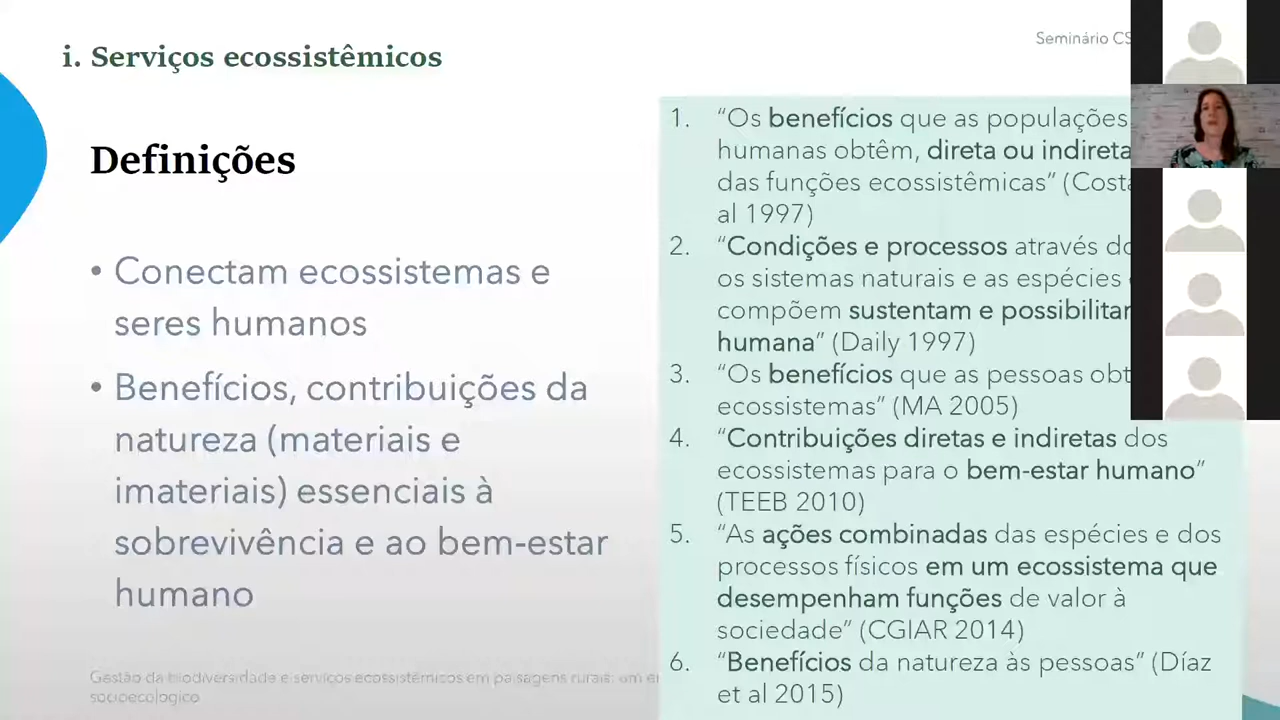 i. Serviços ecossistêmicos
Seminário CS
Definições
• Conectam ecossistemas e
seres humanos
• Benefícios, contribuições da
natureza (materiais e
imateriais) essenciais à
sobrevivência e ao bem-estar
humano
1. “Os benefícios que as populações
humanas obtêm, direta ou indireta
das funções ecossistêmicas” (Costa
al 1997)
2. “Condições e processos através do
os sistemas naturais e as espécies
compõem sustentam e possibilitam
humana” (Daily 1997)
3. “Os benefícios que as pessoas obt
ecossistemas” (MA 2005)
4. “Contribuições diretas e indiretas dos
ecossistemas para o bem-estar humano”
(TEEB 2010)
5. “As ações combinadas das espécies e dos
processos físicos em um ecossistema que
desempenham funções de valor à
sociedade” (CGIAR 2014)
6. “Benefícios da natureza às pessoas” (Díaz
et al 2015)
Gestão da biodiversidade e serviços ecossistêmicos em paisagens rurais: um
socioecológico